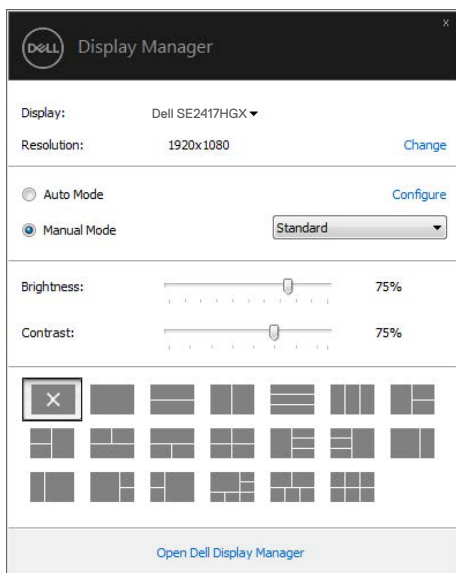 x
DELL Display Manager
Display: Dell SE2417HGX
Resolution: 1920x1080 Change
Auto Mode Configure
Manual Mode Standard
Brightness: 75%
Contrast: 75%
Open Dell Display Manager